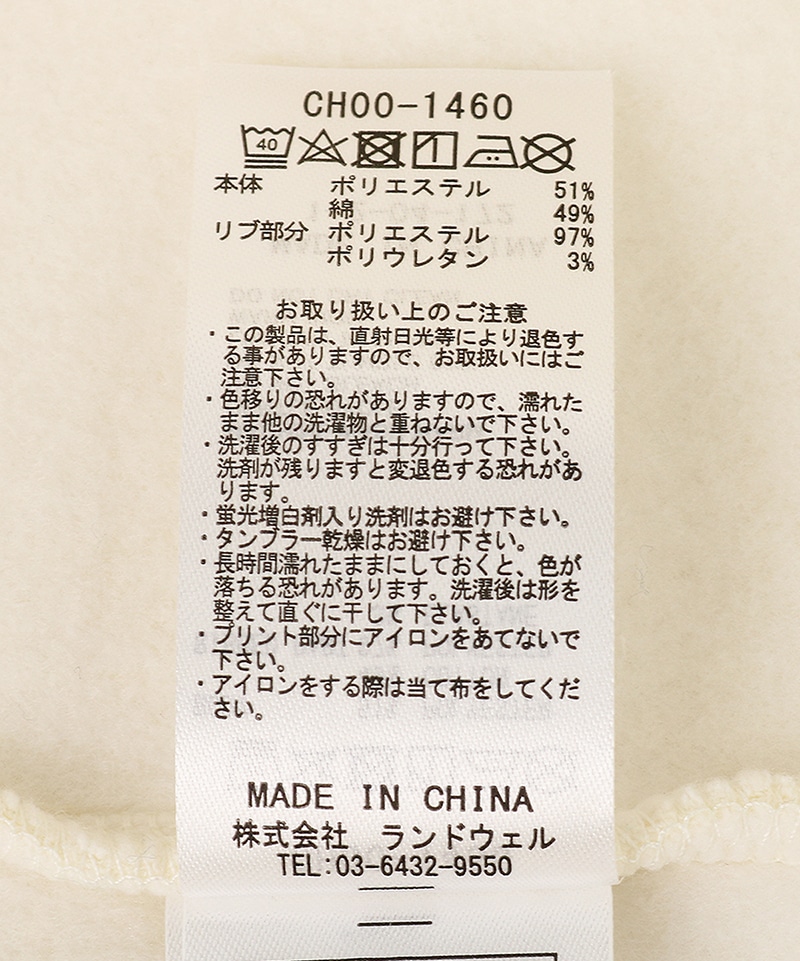 CH00-1460
40
本体 ポリエステル 51%
綿 49%
リブ部分 ポリエステル 97%
ポリウレタン 3%
お取り扱い上のご注意
・この製品は、直射日光等により退色す
る事がありますので、お取扱いにはご
注意下さい。
・色移りの恐れがありますので、濡れた
まま他の洗濯物と重ねないで下さい。
・洗濯後のすすぎは十分行って下さい。
洗剤が残りますと変退色する恐れがあ
ります。
・蛍光増白剤入り洗剤はお避け下さい。
・タンブラー乾燥はお避け下さい。
・長時間濡れたままにしておくと、色が
落ちる恐れがあります。洗濯後は形を
整えて直ぐに干して下さい。
・プリント部分にアイロンをあてないで
下さい。
・アイロンをする際は当て布をしてくだ
さい。
MADE IN CHINA
株式会社 ランドウェル
TEL:03-6432-9550